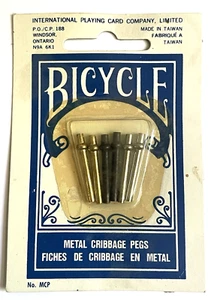 INTERNATIONAL PLAYING CARD COMPANY, LIMITED
P.O./C.P. 188
WINDSOR,
ONTARIO
N9A 6K1
MADE IN TAIWAN
FABRIQUÉ A
TAIWAN
BICYCLE
METAL CRIBBAGE PEGS
FICHES DE CRIBBAGE EN METAL
No. MCP